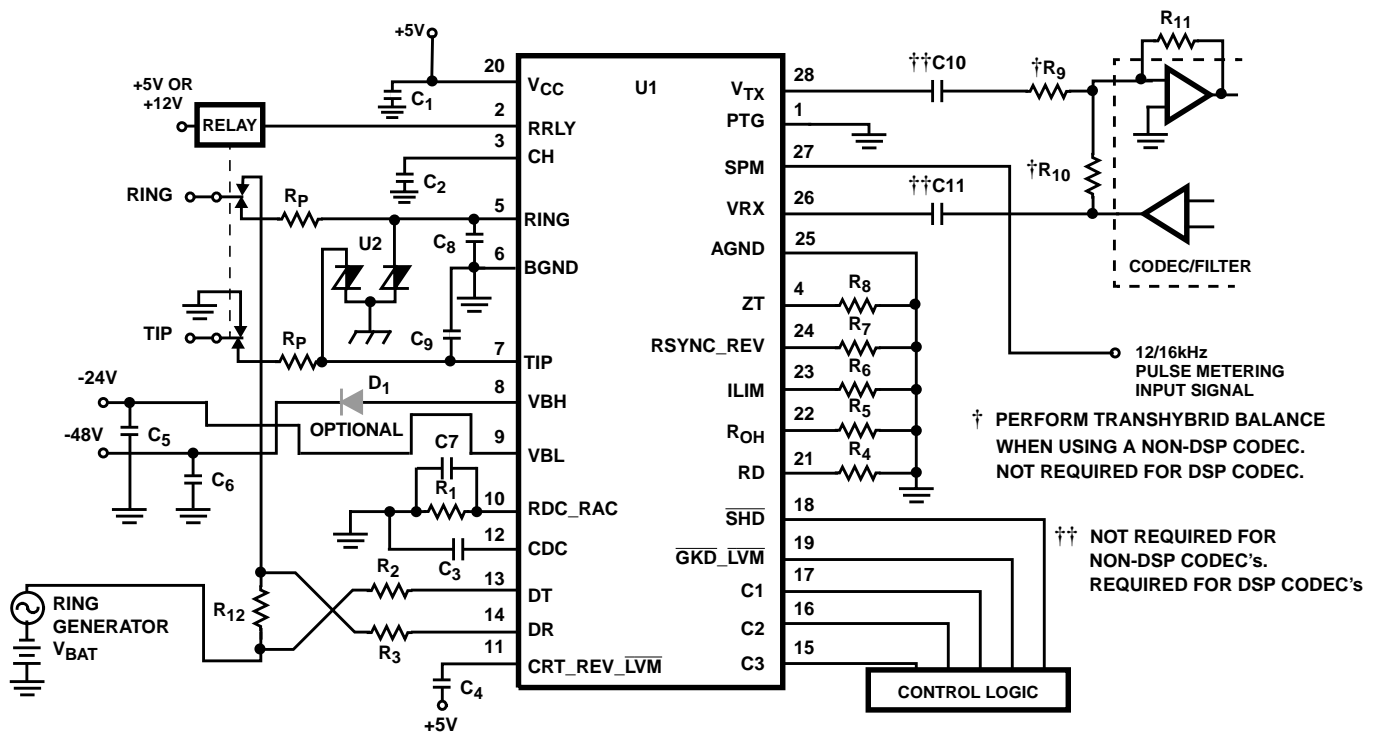 +5V
20
VCC
C1
+5V OR
+12V
RELAY
2
RRLY
3
CH
C2
RING
RP
5
RING
U2
C8
6
BGND
TIP
RP
C9
7
TIP
-24V
D1
8
VBH
OPTIONAL
-48V
C5
C6
9
VBL
C7
R1
10
RDC_RAC
12
CDC
C3
R2
13
DT
R12
14
DR
R3
RING
GENERATOR
VBAT
11
CRT_REV_LVM
C4
+5V
U1
28
VTX
††C10
†R9
R11
1
PTG
27
SPM
†R10
26
VRX
††C11
25
AGND
CODEC/FILTER
4
ZT
R8
24
RSYNC_REV
R7
23
ILIM
R6
22
ROH
R5
21
RD
R4
12/16kHz
PULSE METERING
INPUT SIGNAL
† PERFORM TRANSHYBRID BALANCE
WHEN USING A NON-DSP CODEC.
NOT REQUIRED FOR DSP CODEC.
18
SHD
19
GKD_LVM
17
C1
16
C2
15
C3
CONTROL LOGIC
†† NOT REQUIRED FOR
NON-DSP CODEC's.
REQUIRED FOR DSP CODEC's